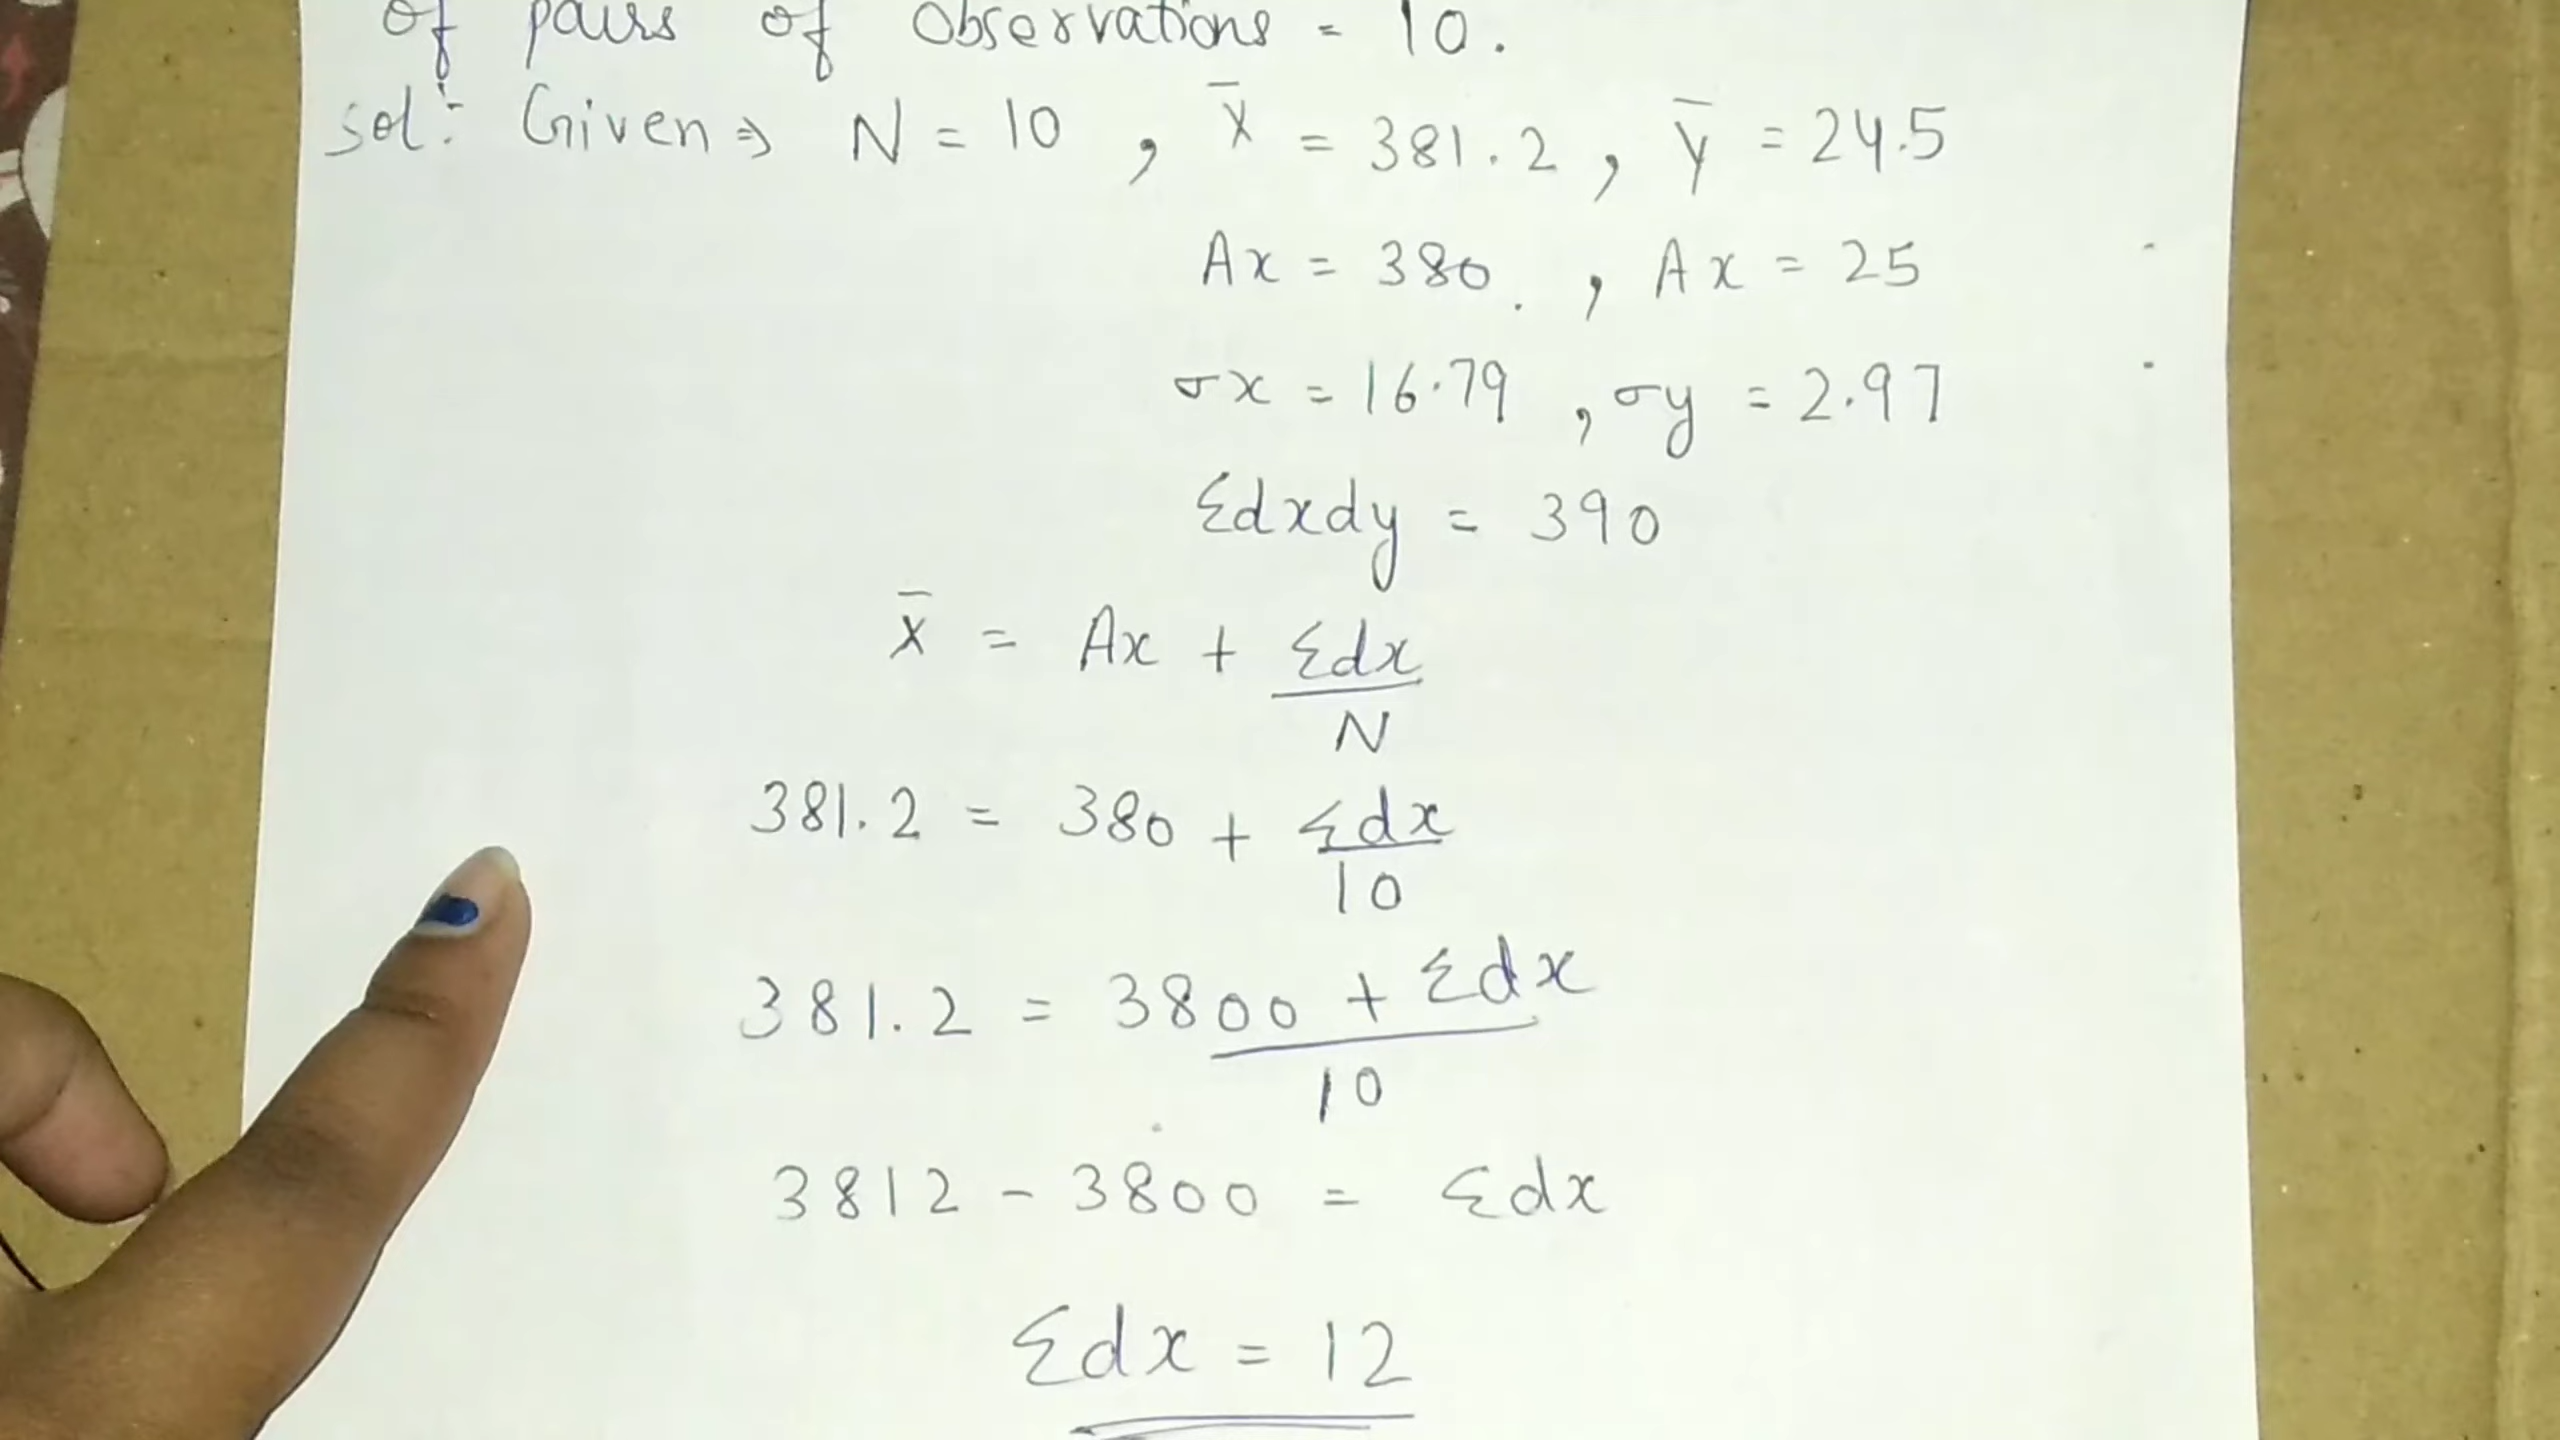 of pairs of observations = 10.
sol:- Given ⇒ N = 10 , x̄ = 381.2 , ȳ = 24.5
Ax = 380. , Ax = 25
σx = 16.79 , σy = 2.97
Σdxdy = 390
x̄ = Ax + Σdx
N
381.2 = 380 + Σdx
10
381.2 = 3800 + Σdx
10
3812 - 3800 = Σdx
Σdx = 12